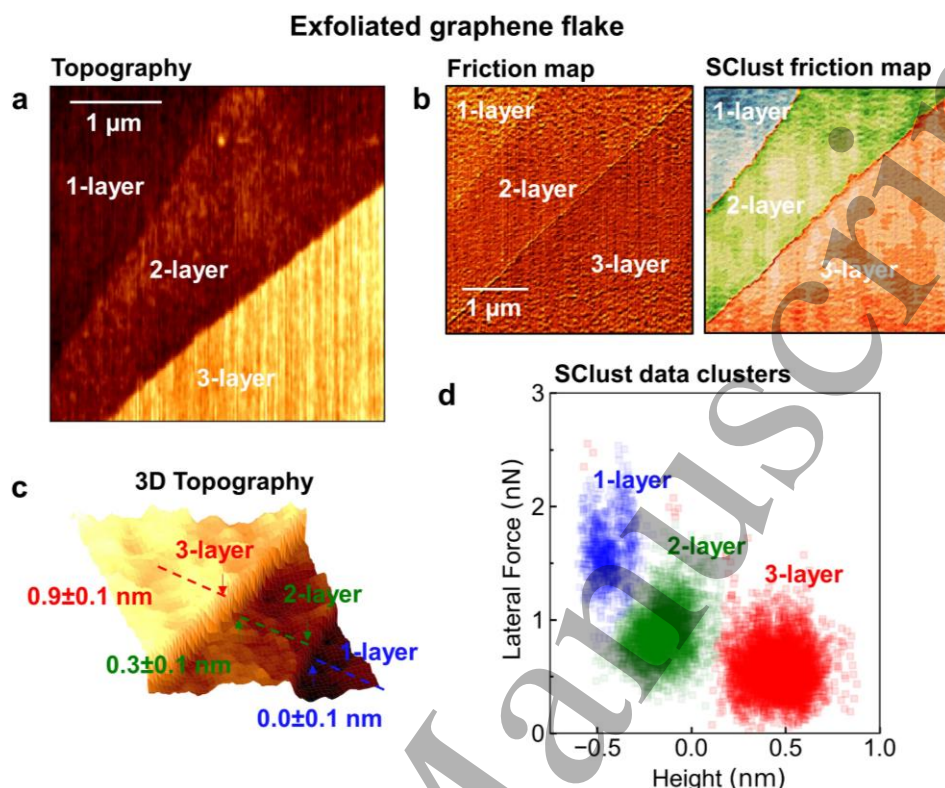 Exfoliated graphene flake
Topography
Friction map
SClust friction map
a
1 μm
1-layer
2-layer
3-layer
b
1-layer
2-layer
3-layer
1 μm
1-layer
2-layer
3-layer
c
3D Topography
3-layer
2-layer
1-layer
0.9±0.1 nm
0.3±0.1 nm
0.0±0.1 nm
SClust data clusters
d
3
2
1
0
Lateral Force (nN)
1-layer
2-layer
3-layer
−0.5
0.0
0.5
1.0
Height (nm)
Manuscri